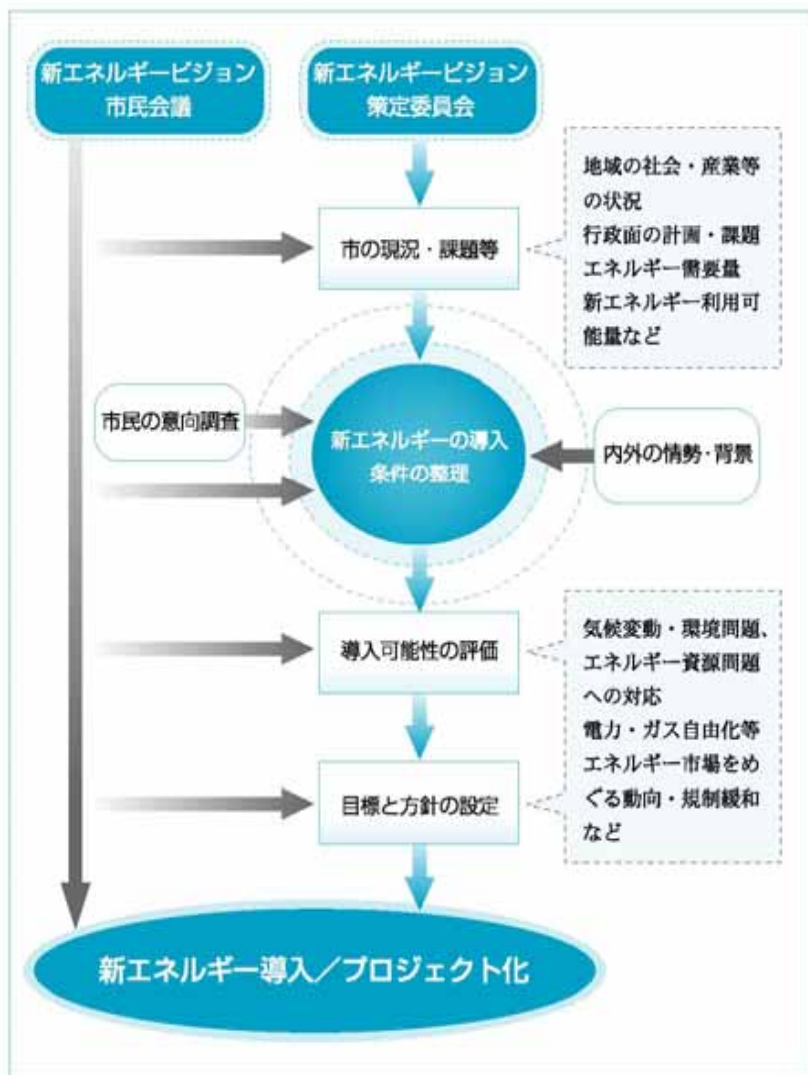 新エネルギービジョン
市民会議
新エネルギービジョン
策定委員会
市の現況・課題等
地域の社会・産業等
の状況
行政面の計画・課題
エネルギー需要量
新エネルギー利用可
能量など
市民の意向調査
新エネルギーの導入
条件の整理
内外の情勢・背景
導入可能性の評価
気候変動・環境問題、
エネルギー資源問題
への対応
電力・ガス自由化等
エネルギー市場をめ
ぐる動向・規制緩和
など
目標と方針の設定
新エネルギー導入／プロジェクト化